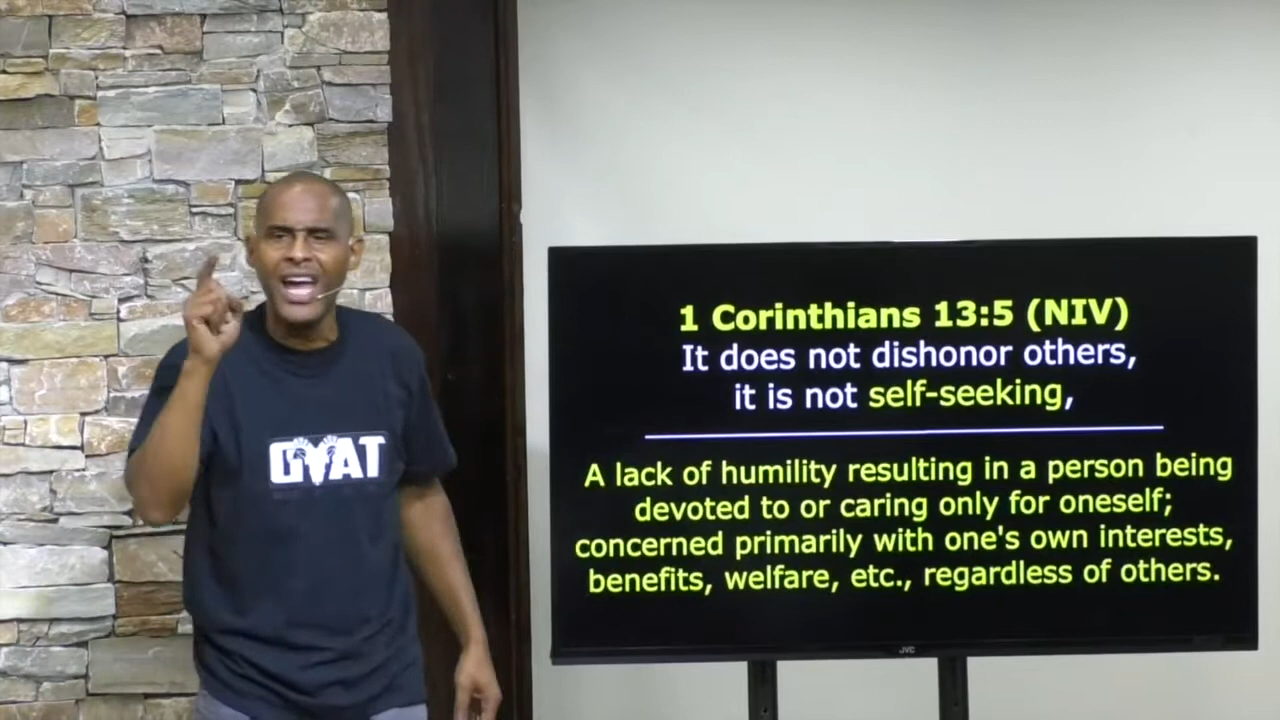 GOAT
1 Corinthians 13:5 (NIV)
It does not dishonor others,
it is not self-seeking,
A lack of humility resulting in a person being
devoted to or caring only for oneself;
concerned primarily with one's own interests,
benefits, welfare, etc., regardless of others.
JVC